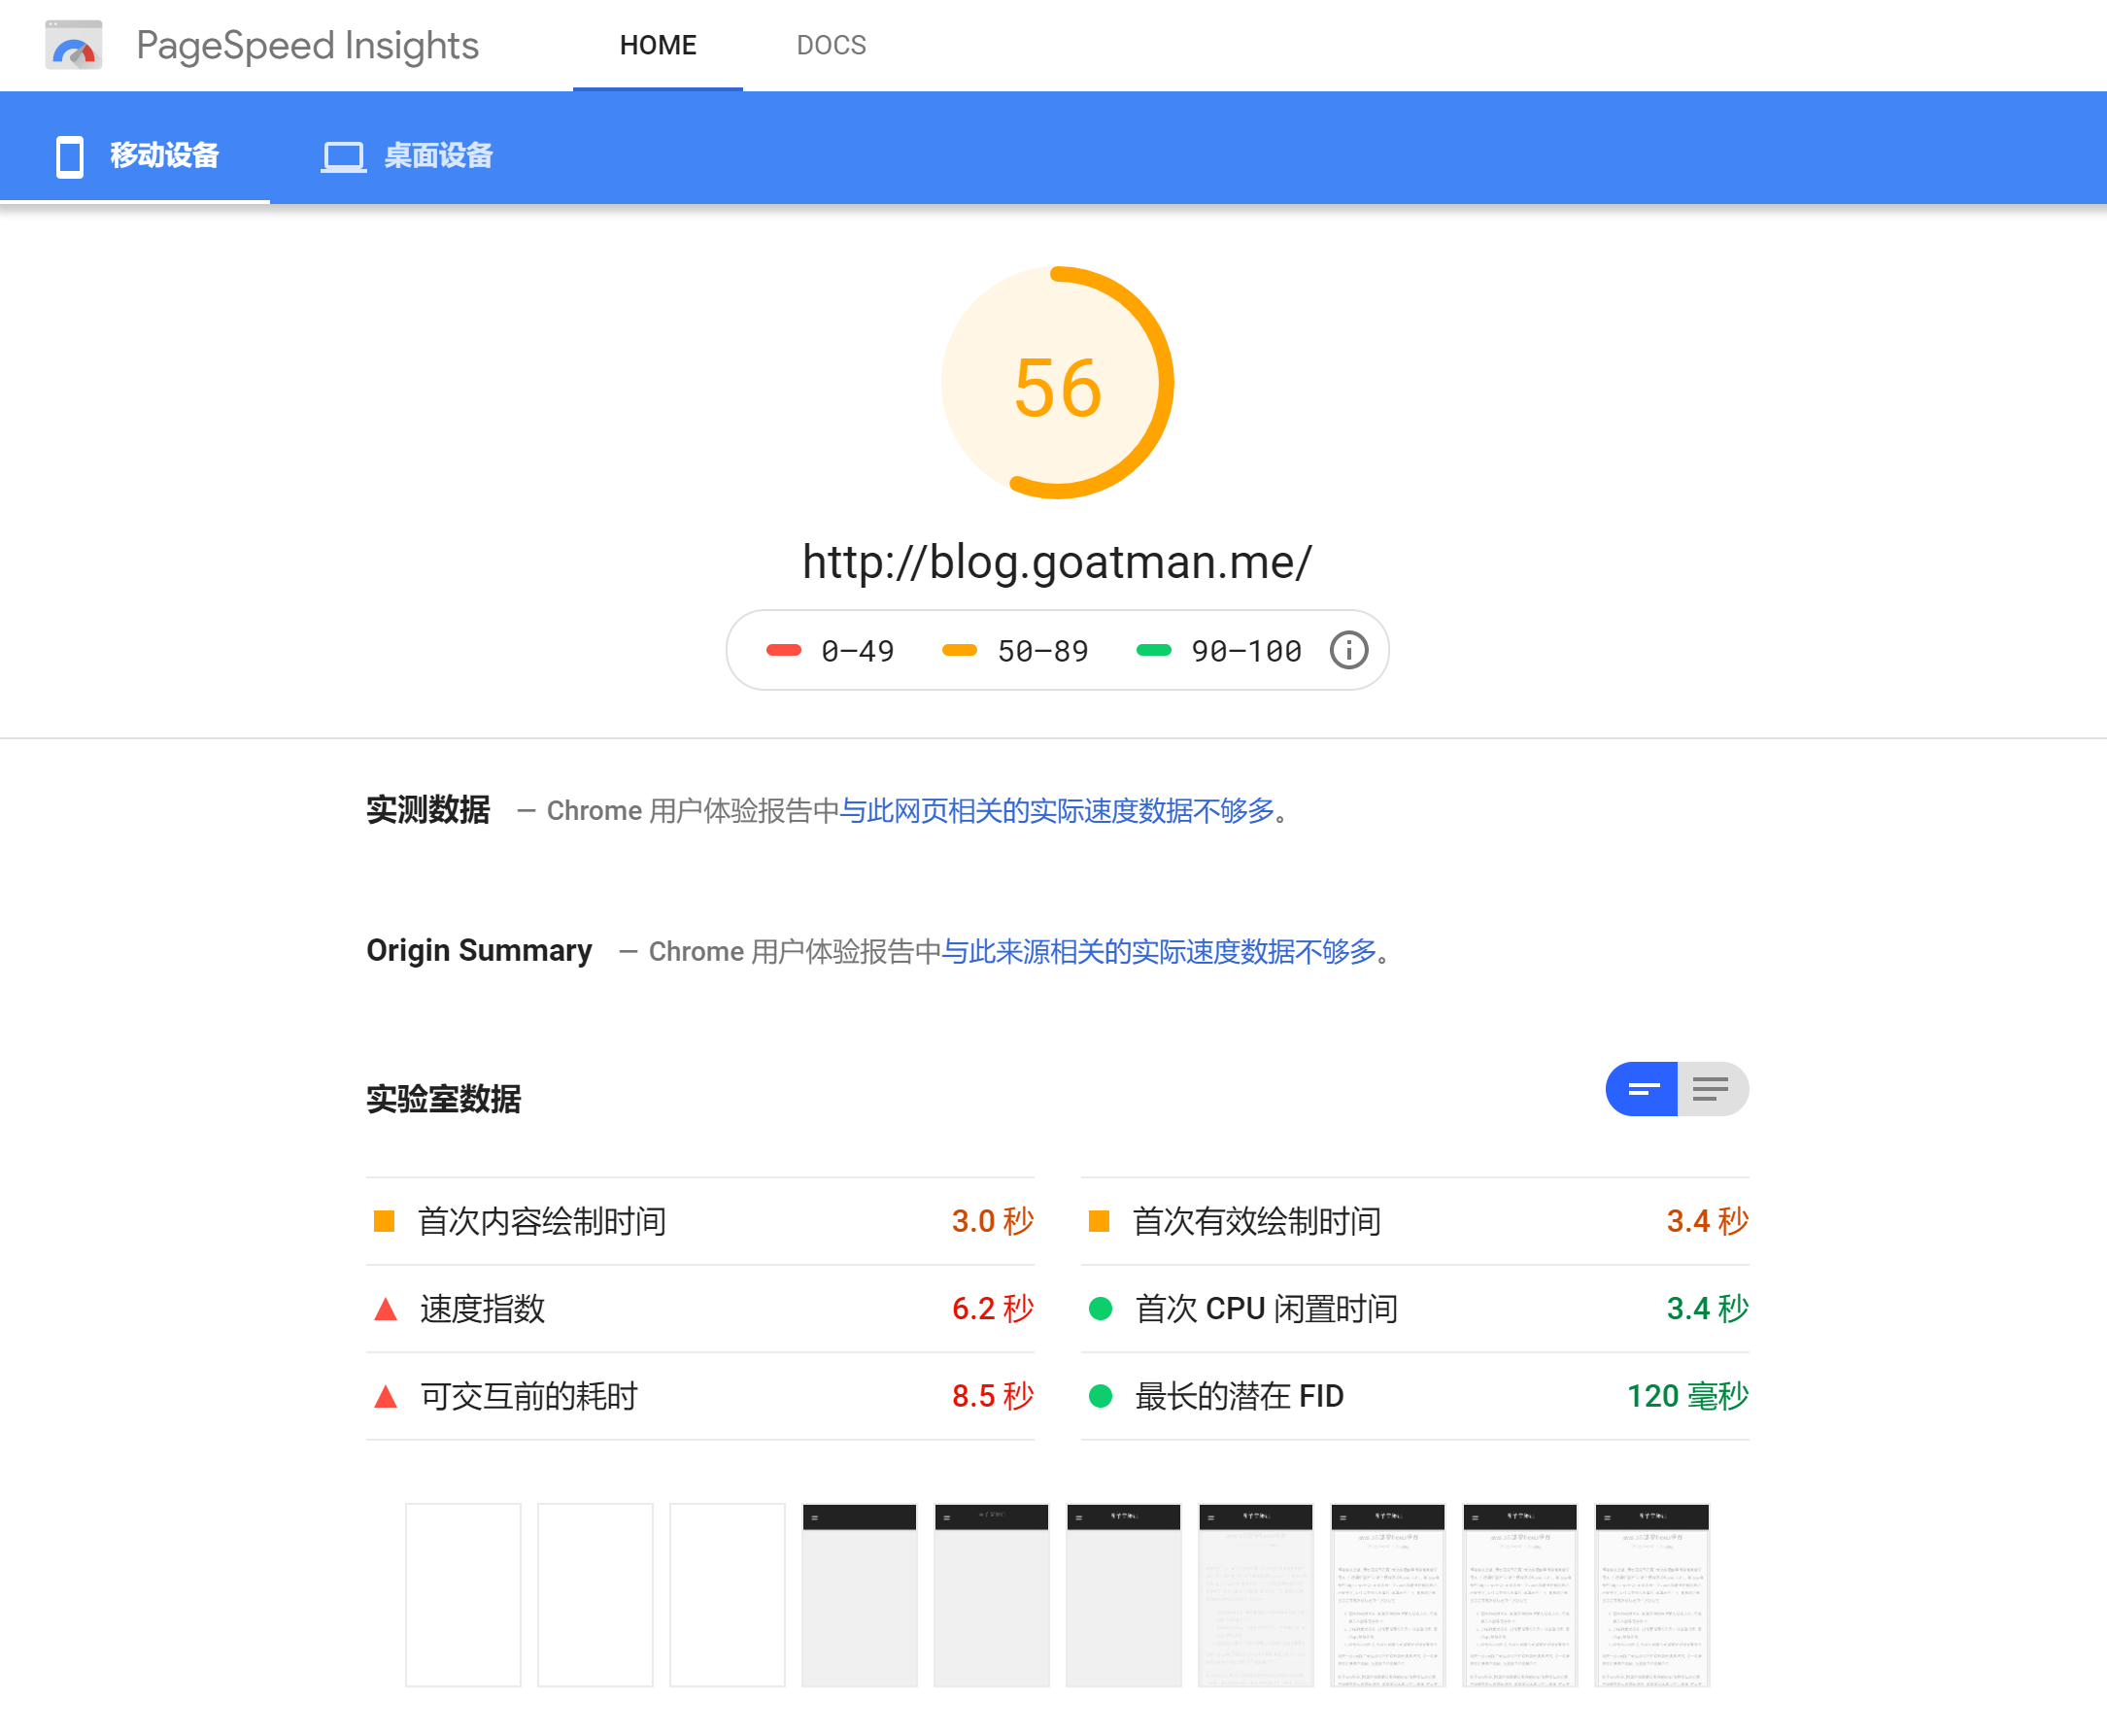 PageSpeed Insights
HOME
DOCS
移动设备
桌面设备
56
http://blog.goatman.me/
0–49
50–89
90–100
实测数据 — Chrome 用户体验报告中与此网页相关的实际速度数据不够多。
Origin Summary — Chrome 用户体验报告中与此来源相关的实际速度数据不够多。
实验室数据
首次内容绘制时间 3.0 秒
首次有效绘制时间 3.4 秒
速度指数 6.2 秒
首次 CPU 闲置时间 3.4 秒
可交互前的耗时 8.5 秒
最长的潜在 FID 120 毫秒